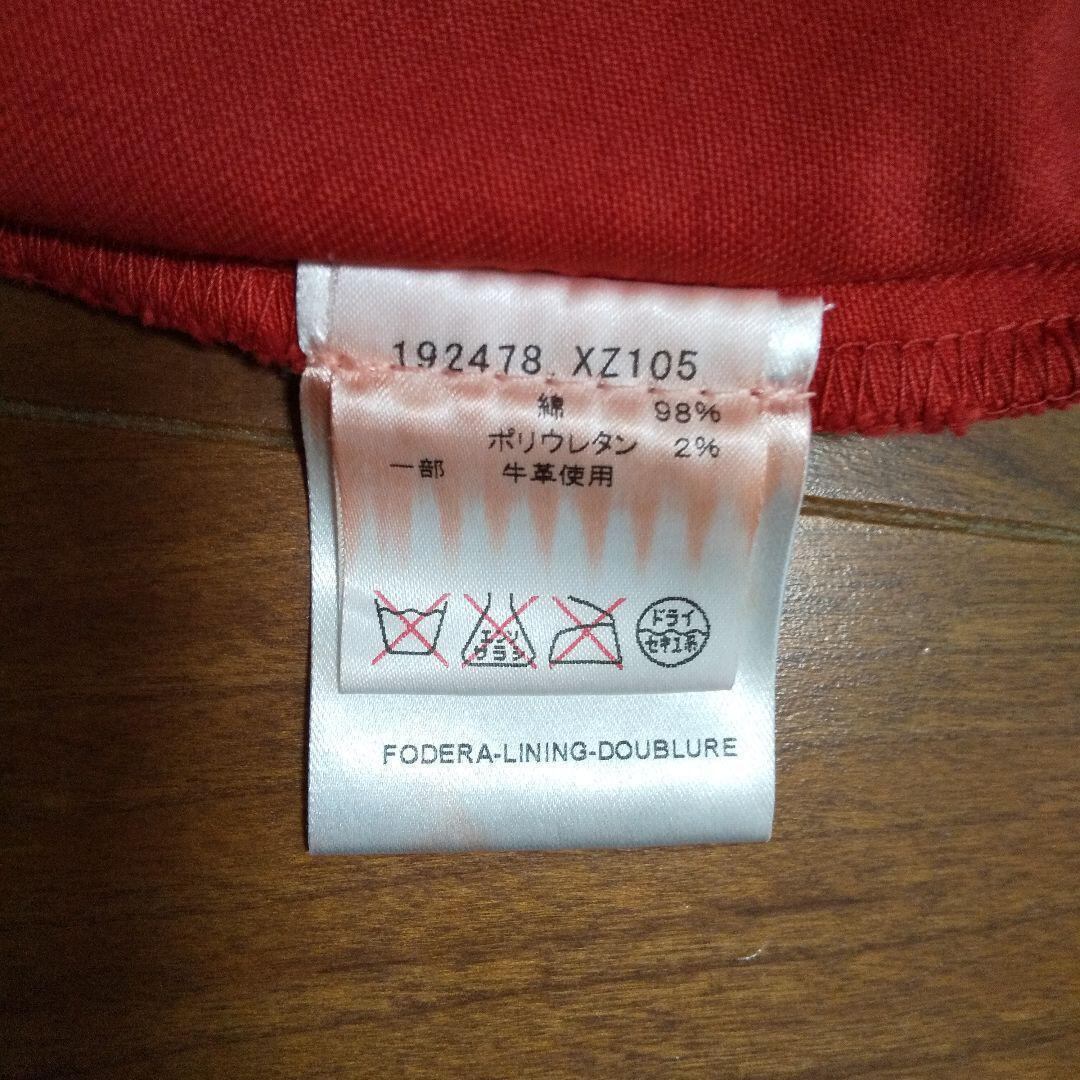 192478 XZ105
綿 98%
ポリウレタン 2%
一部 牛革使用
エンソ
サラシ
ドライ
セキユ系
FODERA-LINING-DOUBLURE